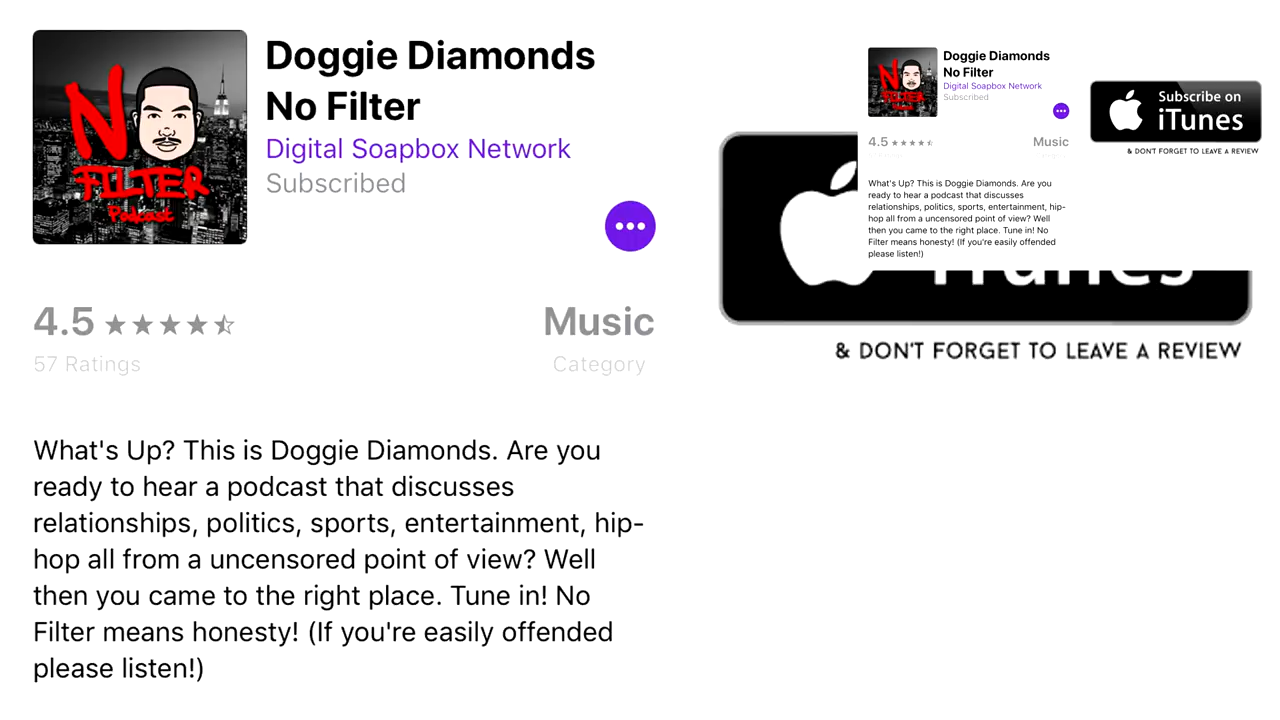 NO
FILTER
Podcast
Doggie Diamonds
No Filter
Digital Soapbox Network
Subscribed
4.5
57 Ratings
Music
Category
What's Up? This is Doggie Diamonds. Are you
ready to hear a podcast that discusses
relationships, politics, sports, entertainment, hip-
hop all from a uncensored point of view? Well
then you came to the right place. Tune in! No
Filter means honesty! (If you're easily offended
please listen!)
Doggie Diamonds
No Filter
Digital Soapbox Network
Subscribed
4.5
Music
What's Up? This is Doggie Diamonds. Are you
ready to hear a podcast that discusses
relationships, politics, sports, entertainment, hip-
hop all from a uncensored point of view? Well
then you came to the right place. Tune in! No
Filter means honesty! (If you're easily offended
please listen!)
Subscribe on
iTunes
& DON'T FORGET TO LEAVE A REVIEW
iTunes
& DON'T FORGET TO LEAVE A REVIEW